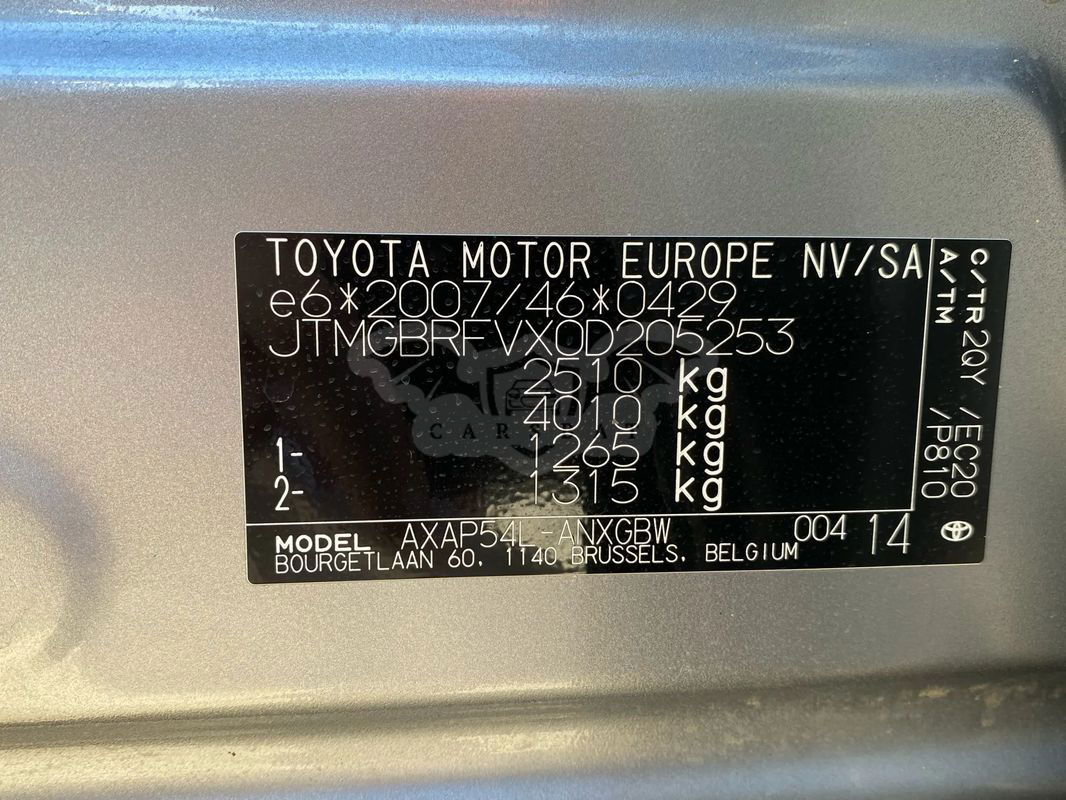 TOYOTA MOTOR EUROPE NV/SA
e6*2007/46*0429
JTMGBRFVX0D205253
2510 kg
4010 kg
1- 1265 kg
2- 1315 kg
C/TR 2QY /EC20
A/TM /P810
MODEL AXAP54L-ANXGBW 004 14
BOURGETLAAN 60, 1140 BRUSSELS, BELGIUM